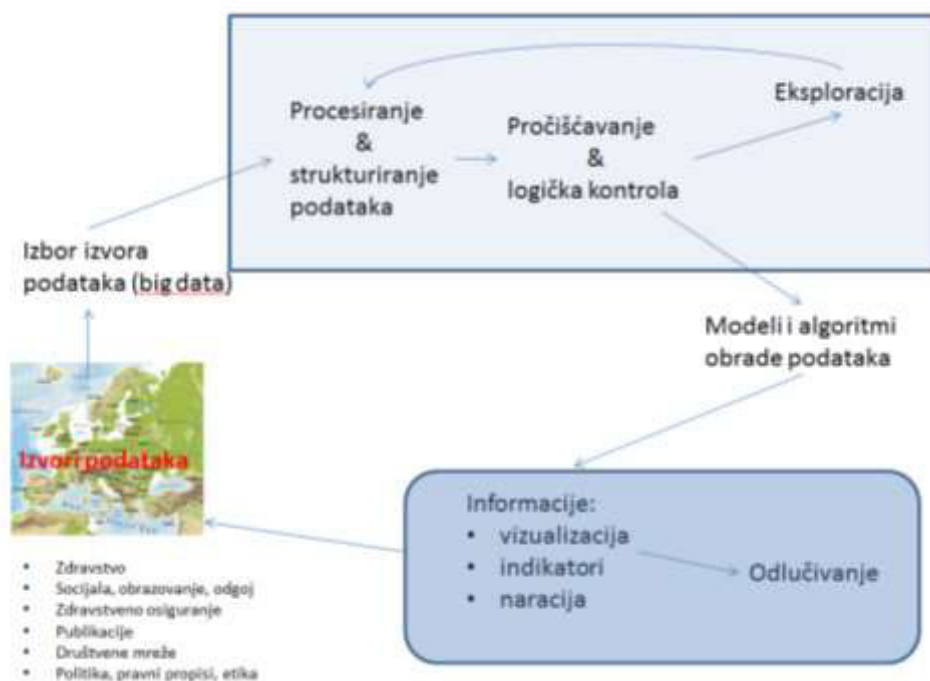 Eksploracija
Procesiranje
&
strukturiranje
podataka
Pročišćavanje
&
logička kontrola
Izbor izvora
podataka (big data)
Modeli i algoritmi
obrade podataka
Izvori podataka
Informacije:
• vizualizacija
• indikatori
• naracija
Odlučivanje
• Zdravstvo
• Socijala, obrazovanje, odgoj
• Zdravstveno osiguranje
• Publikacije
• Društvene mreže
• Politika, pravni propisi, etika